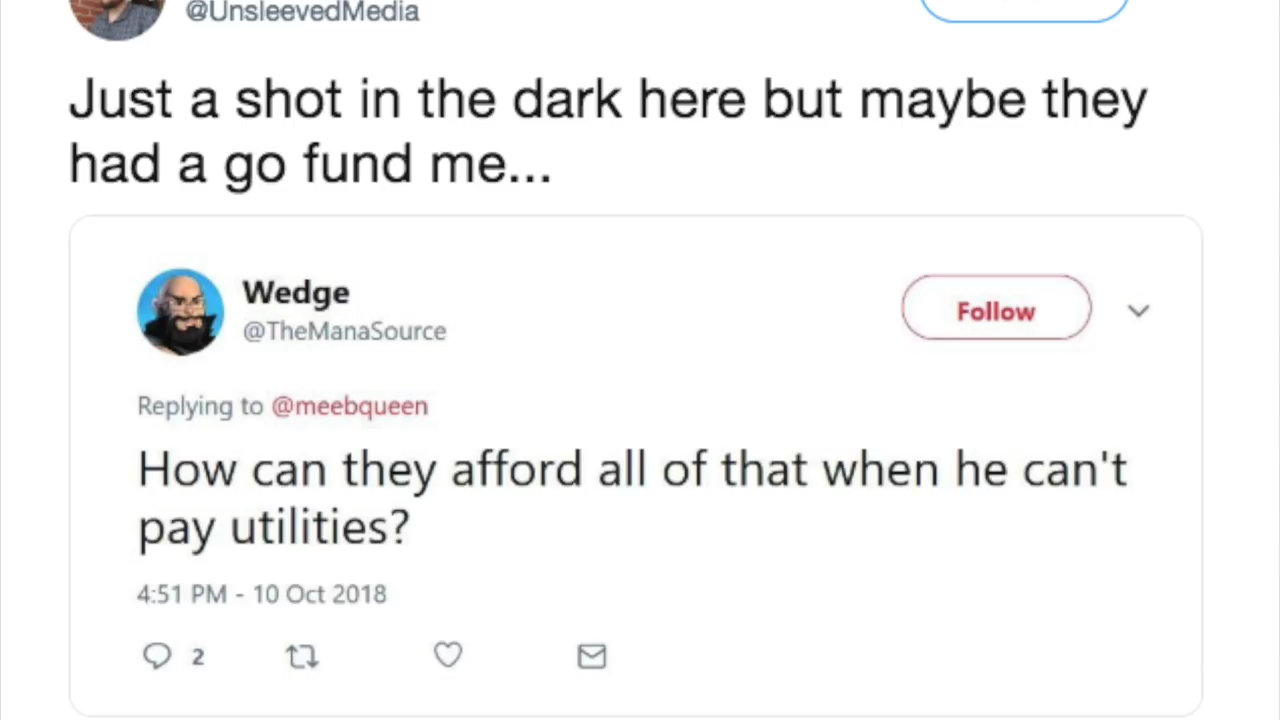 @UnsleevedMedia
Just a shot in the dark here but maybe they
had a go fund me...
Wedge
@TheManaSource
Follow
Replying to @meebqueen
How can they afford all of that when he can't
pay utilities?
4:51 PM - 10 Oct 2018
2